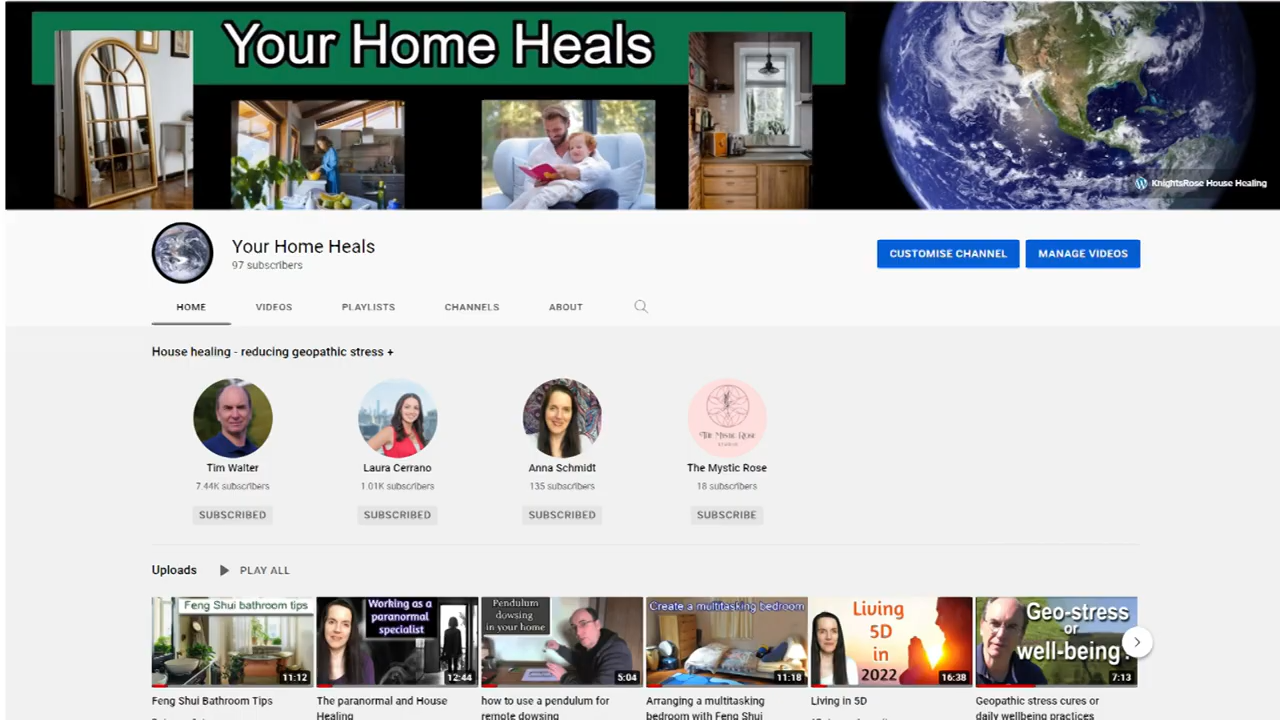 Your Home Heals
KnightsRose House Healing
Your Home Heals
97 subscribers
CUSTOMISE CHANNEL
MANAGE VIDEOS
HOME
VIDEOS
PLAYLISTS
CHANNELS
ABOUT
House healing - reducing geopathic stress +
THE MYSTIC ROSE
Tim Walter
Laura Cerrano
Anna Schmidt
The Mystic Rose
7.44K subscribers
1.01K subscribers
135 subscribers
18 subscribers
SUBSCRIBED
SUBSCRIBED
SUBSCRIBED
SUBSCRIBE
Uploads
PLAY ALL
Feng Shui bathroom tips
11:12
Working as a
paranormal
specialist
12:44
Pendulum
dowsing
in your home
5:04
Create a multitasking bedroom
11:18
Living
5D
in
2022
16:38
Geo-stress
or
well-being?
7:13
Feng Shui Bathroom Tips
The paranormal and House
Healing
how to use a pendulum for
remote dowsing
Arranging a multitasking
bedroom with Feng Shui
Living in 5D
Geopathic stress cures or
daily wellbeing practices